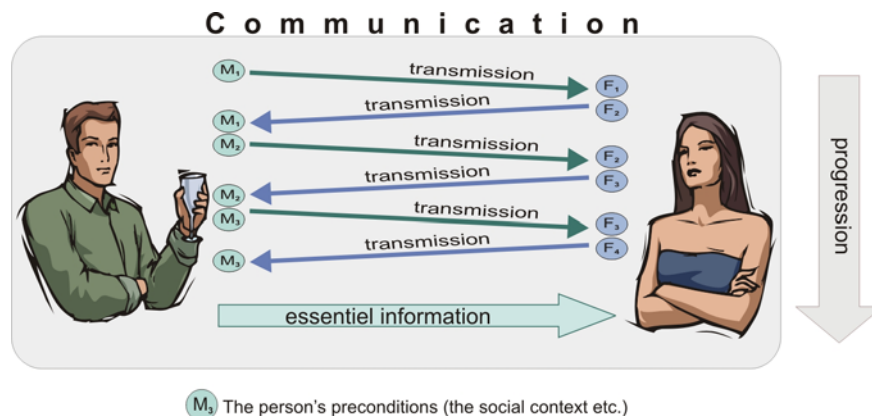 Communication
M₁ transmission F₁
M₁ transmission F₂
M₂ transmission F₂
M₂ transmission F₃
M₃ transmission F₃
M₃ transmission F₄
essentiel information
progression
M₃ The person's preconditions (the social context etc.)